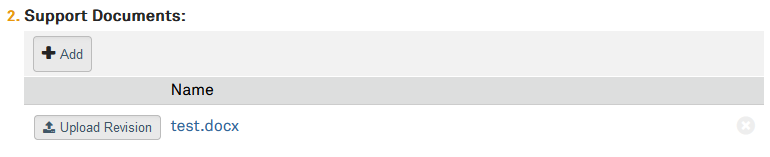 2. Support Documents:
Add
Name
Upload Revision test.docx